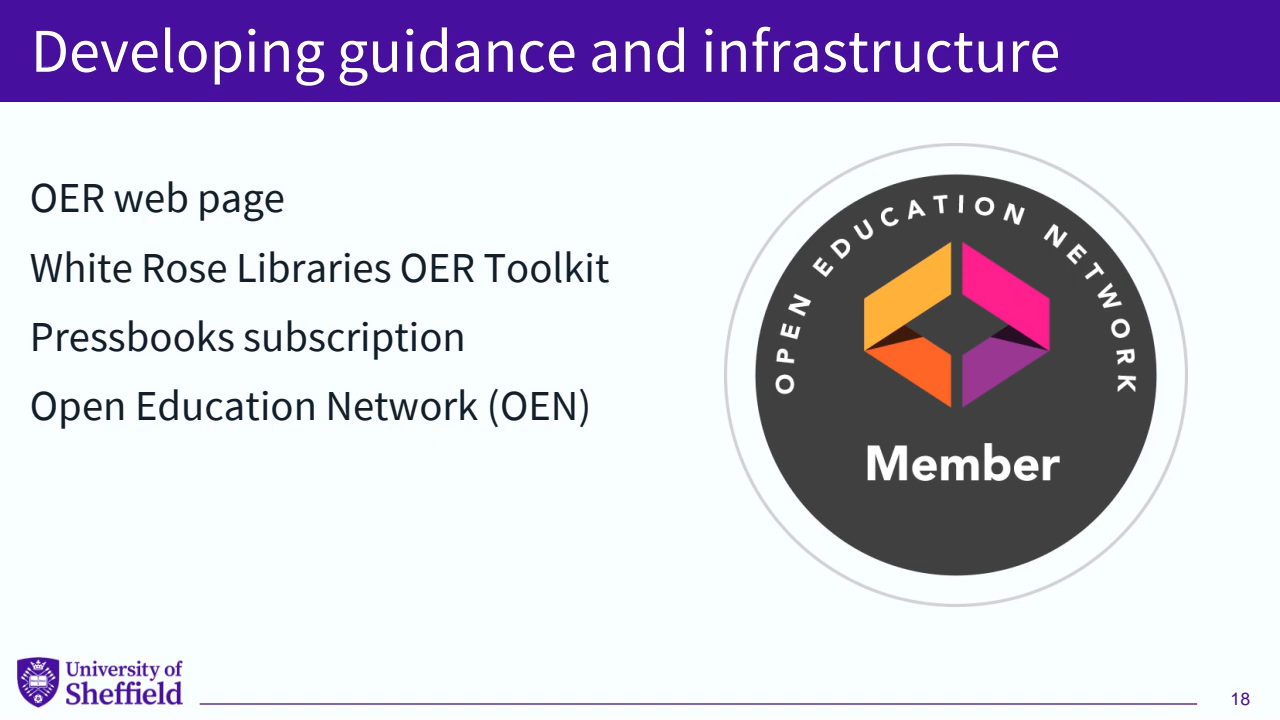 Developing guidance and infrastructure
OER web page
White Rose Libraries OER Toolkit
Pressbooks subscription
Open Education Network (OEN)
OPEN EDUCATION NETWORK
Member
University of
Sheffield
18